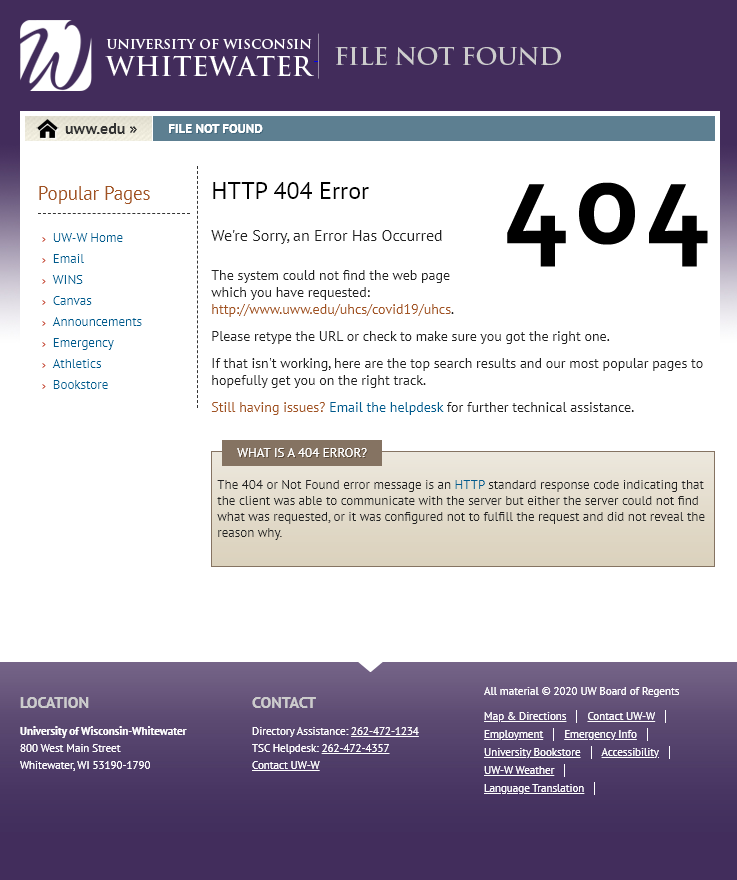 UNIVERSITY OF WISCONSIN
WHITEWATER
FILE NOT FOUND
uww.edu »
FILE NOT FOUND
Popular Pages
UW-W Home
Email
WINS
Canvas
Announcements
Emergency
Athletics
Bookstore
HTTP 404 Error
404
We're Sorry, an Error Has Occurred
The system could not find the web page
which you have requested:
http://www.uww.edu/uhcs/covid19/uhcs.
Please retype the URL or check to make sure you got the right one.
If that isn't working, here are the top search results and our most popular pages to
hopefully get you on the right track.
Still having issues? Email the helpdesk for further technical assistance.
WHAT IS A 404 ERROR?
The 404 or Not Found error message is an HTTP standard response code indicating that
the client was able to communicate with the server but either the server could not find
what was requested, or it was configured not to fulfill the request and did not reveal the
reason why.
LOCATION
University of Wisconsin-Whitewater
800 West Main Street
Whitewater, WI 53190-1790
CONTACT
Directory Assistance: 262-472-1234
TSC Helpdesk: 262-472-4357
Contact UW-W
All material © 2020 UW Board of Regents
Map & Directions | Contact UW-W |
Employment | Emergency Info |
University Bookstore | Accessibility |
UW-W Weather |
Language Translation |